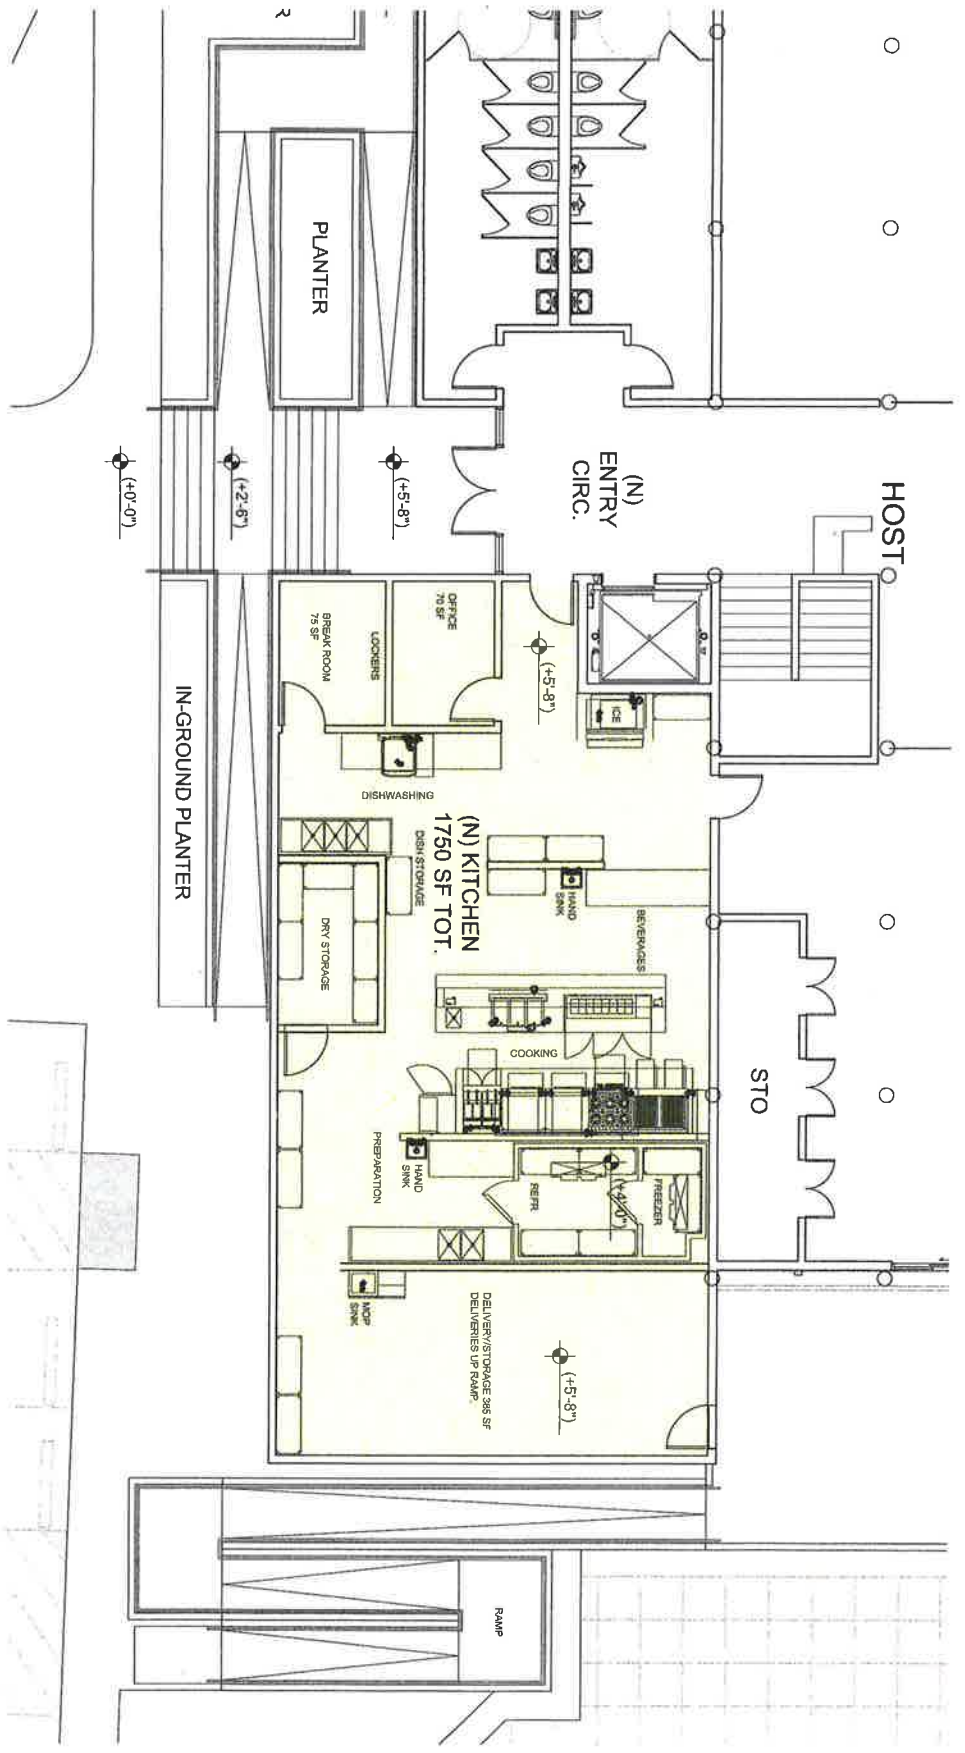 R
PLANTER
HOST
(N)
ENTRY
CIRC.
(+5'-8")
(+2'-6")
(+0'-0")
IN-GROUND PLANTER
OFFICE
70 SF
LOCKERS
BREAK ROOM
75 SF
(+5'-8")
ICE
DISHWASHING
(N) KITCHEN
1750 SF TOT.
DISH STORAGE
DRY STORAGE
HAND
SINK
BEVERAGES
COOKING
STO
PREPARATION
HAND
SINK
REFR.
(+4'-0")
FREEZER
MOP
SINK
DELIVERY/STORAGE 385 SF
DELIVERIES UP RAMP.
(+5'-8")
RAMP